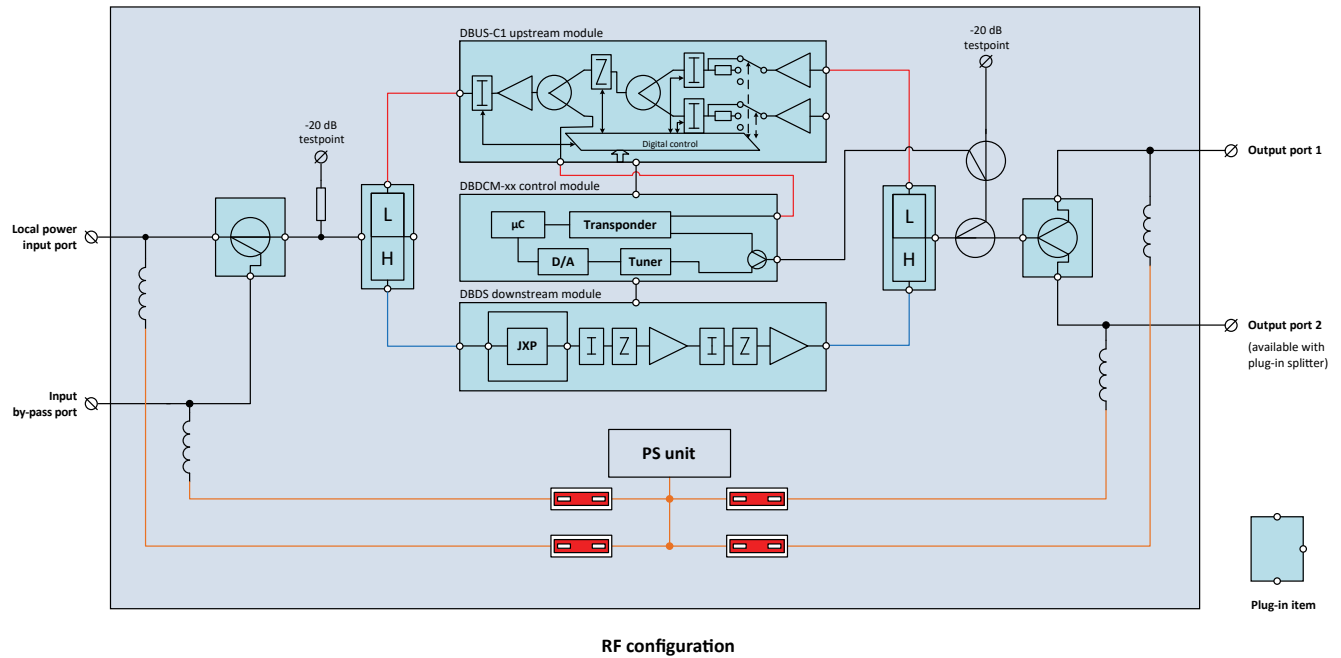 DBUS-C1 upstream module
-20 dB
testpoint
I
Z
I
I
Digital control
-20 dB
testpoint
Output port 1
DBDCM-xx control module
L
H
µC
Transponder
D/A
Tuner
L
H
Local power
input port
DBDS downstream module
JXP
I
Z
I
Z
Output port 2
(available with
plug-in splitter)
Input
by-pass port
PS unit
Plug-in item
RF configuration